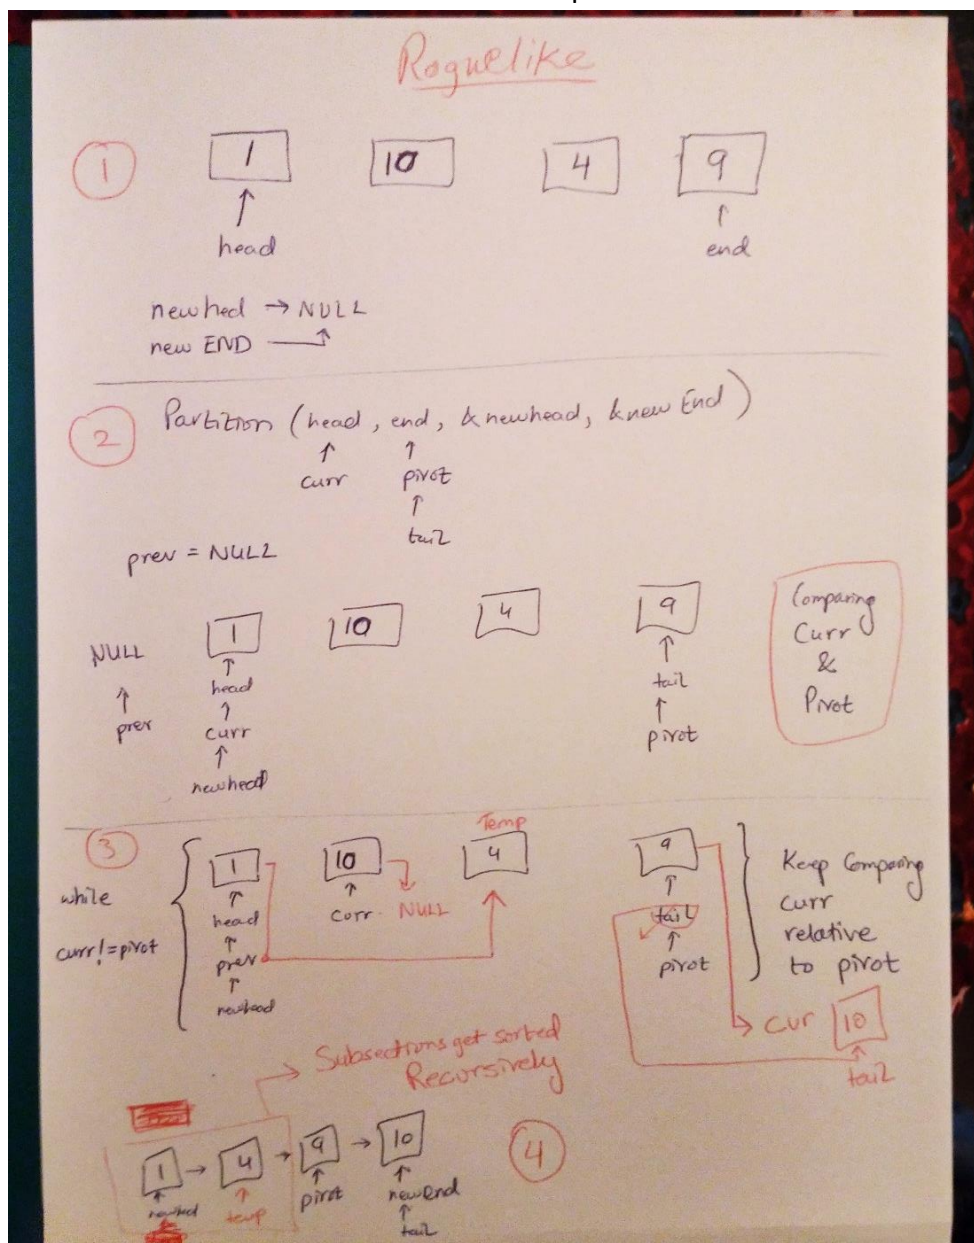 Roguelike
1
1 10 4 9
head end
newhed → NULL
new END
2 Partition (head, end, &newhead, &new End)
curr pivot
tail
prev = NULL
1 10 4 9
NULL head tail
prev curr pivot
newhead
Comparing
Curr
&
Pivot
3
while
curr != pivot
Temp
1 10 4 9
head curr NULL tail
prev pivot
newhead
Keep Comparing
curr
relative
to pivot
cur 10
tail
Subsections get sorted
Recursively
1 → 4 → 9 → 10
newhed temp pivot newend
tail
4